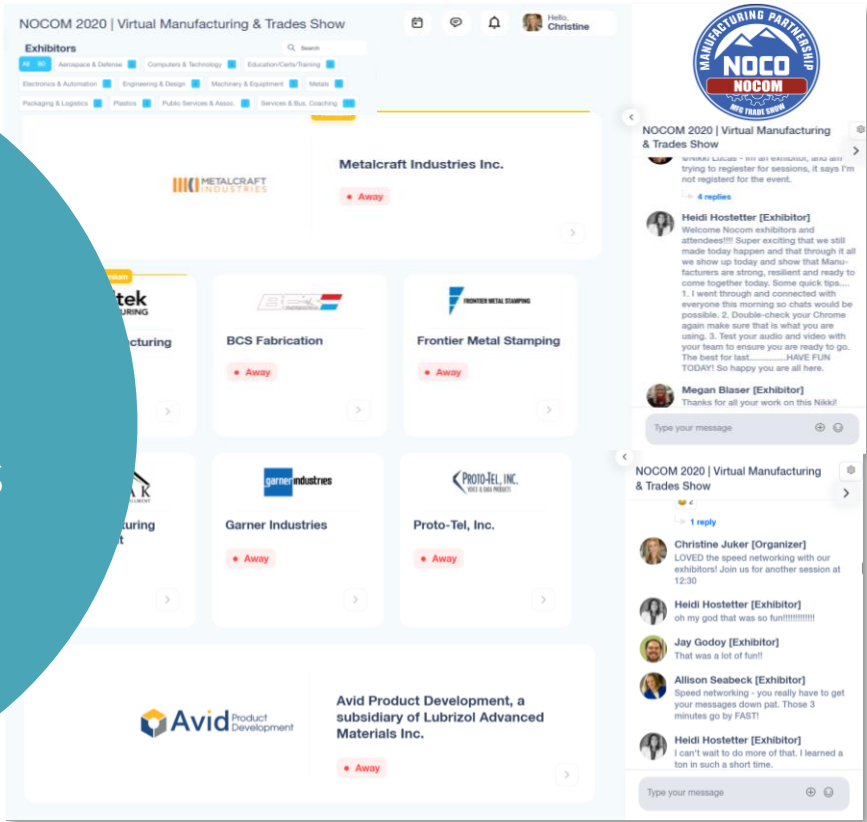 NOCOM 2020 | Virtual Manufacturing & Trades Show
Hello,
Christine
Exhibitors
Search
All
Aerospace & Defense
Computers & Technology
Education/Certs/Training
Electronics & Automation
Engineering & Design
Machinery & Equiptment
Metals
Packaging & Logistics
Plastics
Public Services & Assoc.
Services & Bus. Coaching
METALCRAFT
INDUSTRIES
Metalcraft Industries Inc.
Away
tek
URING
cturing
BCS
BCS Fabrication
Away
FRONTIER METAL STAMPING
Frontier Metal Stamping
Away
S
A K
uring
t
garner industries
Garner Industries
Away
PROTO-TEL, INC.
VOICE & DATA PRODUCTS
Proto-Tel, Inc.
Away
Avid Product
Development
Avid Product Development, a
subsidiary of Lubrizol Advanced
Materials Inc.
Away
MANUFACTURING PARTNERSHIP
NOCO
NOCOM
MFG TRADE SHOW
NOCOM 2020 | Virtual Manufacturing
& Trades Show
@Nikki Lucas - Im an exhibitor, and am
trying to regiester for sessions, it says I'm
not registerd for the event.
4 replies
Heidi Hostetter [Exhibitor]
Welcome Nocom exhibitors and
attendees!!!! Super exciting that we still
made today happen and that through it all
we show up today and show that Manu-
facturers are strong, resilient and ready to
come together today. Some quick tips....
1. I went through and connected with
everyone this morning so chats would be
possible. 2. Double-check your Chrome
again make sure that is what you are
using. 3. Test your audio and video with
your team to ensure you are ready to go.
The best for last...............HAVE FUN
TODAY! So happy you are all here.
Megan Blaser [Exhibitor]
Thanks for all your work on this Nikki!
Type your message
NOCOM 2020 | Virtual Manufacturing
& Trades Show
2
1 reply
Christine Juker [Organizer]
LOVED the speed networking with our
exhibitors! Join us for another session at
12:30
Heidi Hostetter [Exhibitor]
oh my god that was so fun!!!!!!!!!!!!!
Jay Godoy [Exhibitor]
That was a lot of fun!!
Allison Seabeck [Exhibitor]
Speed networking - you really have to get
your messages down pat. Those 3
minutes go by FAST!
Heidi Hostetter [Exhibitor]
I can't wait to do more of that. I learned a
ton in such a short time.
Type your message